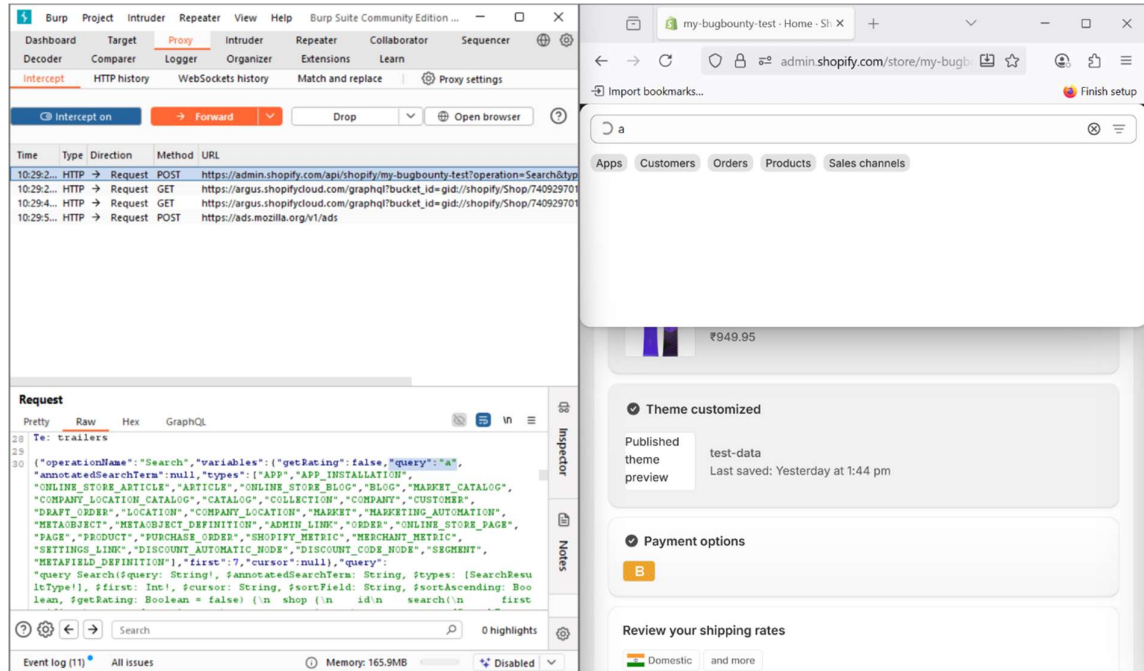 Burp Project Intruder Repeater View Help Burp Suite Community Edition ...
Dashboard Target Proxy Intruder Repeater Collaborator Sequencer
Decoder Comparer Logger Organizer Extensions Learn
Intercept HTTP history WebSockets history Match and replace Proxy settings
Intercept on Forward Drop Open browser
Time Type Direction Method URL
10:29:2... HTTP → Request POST https://admin.shopify.com/api/shopify/my-bugbounty-test?operation=Search&typ
10:29:2... HTTP → Request GET https://argus.shopifycloud.com/graphql?bucket_id=gid://shopify/Shop/740929701
10:29:4... HTTP → Request GET https://argus.shopifycloud.com/graphql?bucket_id=gid://shopify/Shop/740929701
10:29:5... HTTP → Request POST https://ads.mozilla.org/v1/ads
Request
Pretty Raw Hex GraphQL \n
28 Te: trailers
29
30 {"operationName":"Search","variables":{"getRating":false,"query":"a",
"annotatedSearchTerm":null,"types":["APP","APP_INSTALLATION",
"ONLINE_STORE_ARTICLE","ARTICLE","ONLINE_STORE_BLOG","BLOG","MARKET_CATALOG",
"COMPANY_LOCATION_CATALOG","CATALOG","COLLECTION","COMPANY","CUSTOMER",
"DRAFT_ORDER","LOCATION","COMPANY_LOCATION","MARKET","MARKETING_AUTOMATION",
"METAOBJECT","METAOBJECT_DEFINITION","ADMIN_LINK","ORDER","ONLINE_STORE_PAGE",
"PAGE","PRODUCT","PURCHASE_ORDER","SHOPIFY_METRIC","MERCHANT_METRIC",
"SETTINGS_LINK","DISCOUNT_AUTOMATIC_NODE","DISCOUNT_CODE_NODE","SEGMENT",
"METAFIELD_DEFINITION"],"first":7,"cursor":null},"query":
"query Search($query: String!, $annotatedSearchTerm: String, $types: [SearchResu
ltType!], $first: Int!, $cursor: String, $sortField: String, $sortAscending: Boo
lean, $getRating: Boolean = false) {\n shop {\n id\n search(\n first
Inspector
Notes
Search 0 highlights
Event log (11) All issues Memory: 165.9MB Disabled
my-bugbounty-test · Home · Sh
admin.shopify.com/store/my-bugb
Import bookmarks... Finish setup
a
Apps Customers Orders Products Sales channels
₹949.95
Theme customized
Published
theme
preview
test-data
Last saved: Yesterday at 1:44 pm
Payment options
B
Review your shipping rates
Domestic and more